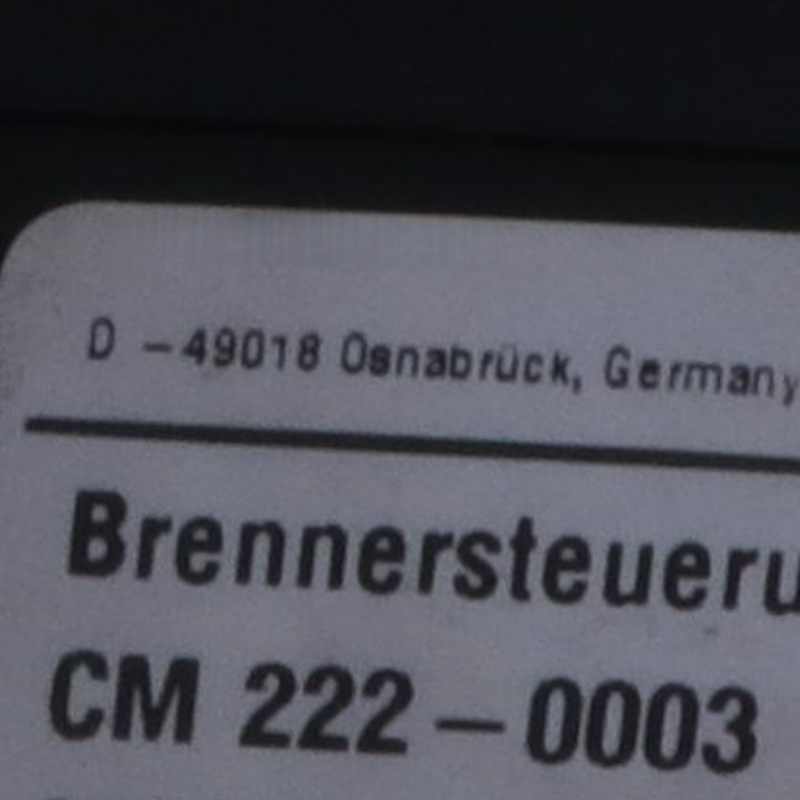 D -49018 Osnabrück, Germany
Brennersteueru
CM 222-0003